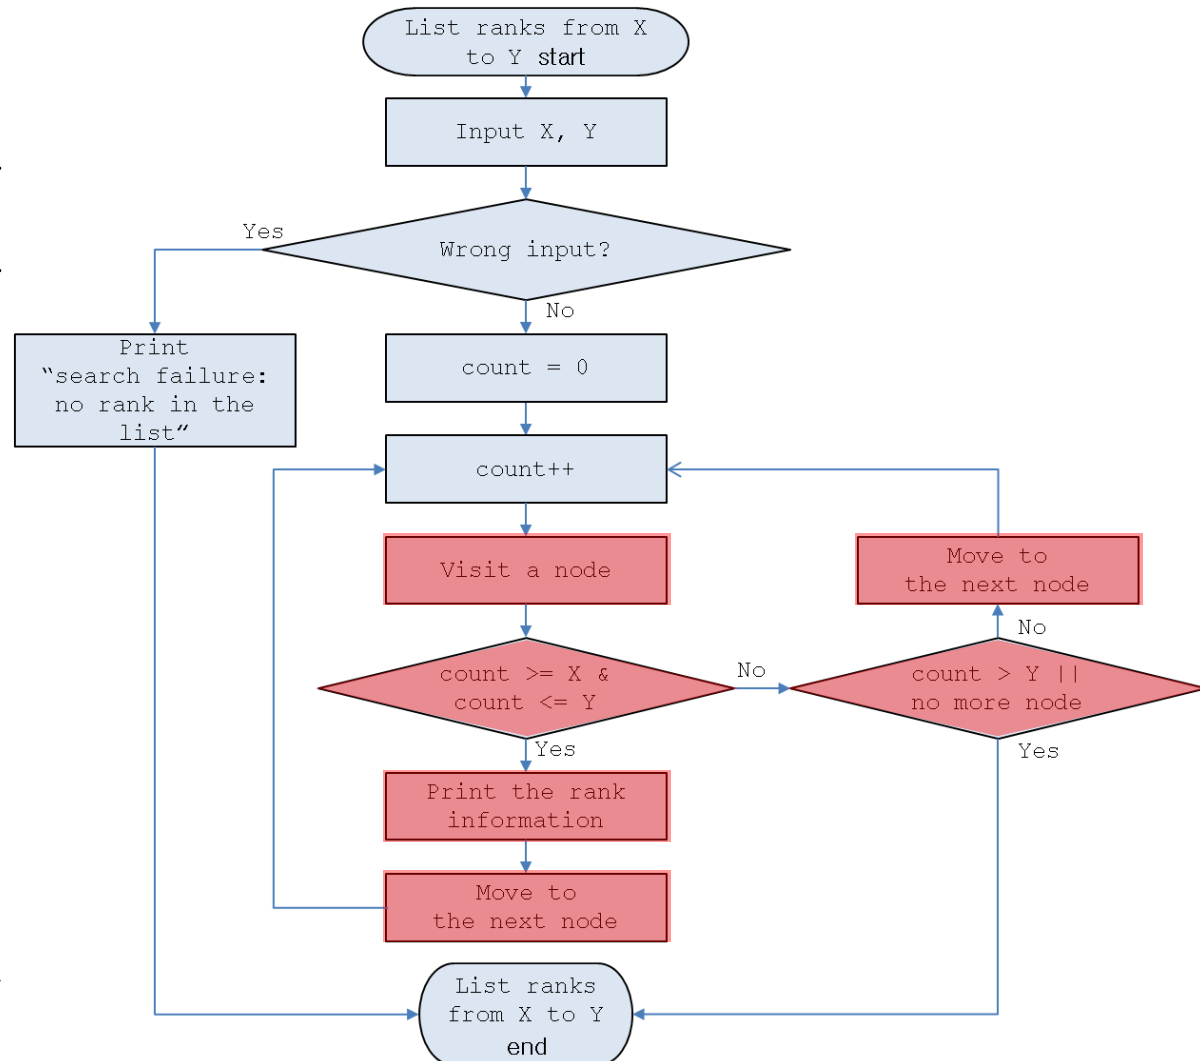 List ranks from X
to Y start
Input X, Y
Yes
Wrong input?
No
Print
“search failure:
no rank in the
list”
count = 0
count++
Visit a node
Move to
the next node
No
count >= X &
count <= Y
No
count > Y ||
no more node
Yes
Yes
Print the rank
information
Move to
the next node
List ranks
from X to Y
end